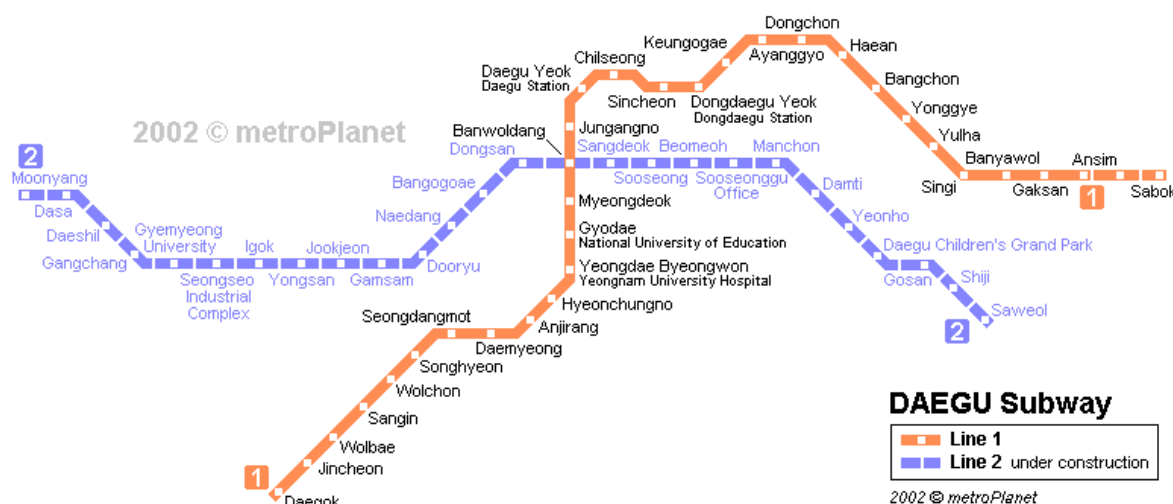 Dongchon
Keungogae
Ayanggyo
Haean
Chilseong
Daegu Yeok
Daegu Station
Bangchon
Sincheon
Dongdaegu Yeok
Dongdaegu Station
Yonggye
2002 © metroPlanet
Jungangno
Banwoldang
Yulha
Dongsan
Sangdeok
Beomeoh
Manchon
2
Banyawol
Ansim
Moonyang
Bangogoae
Sooseong
Sooseonggu
Office
Singi
Gaksan
1
Sabok
Dasa
Damti
Myeongdeok
Naedang
Yeonho
Daeshil
Gyemyeong
University
Igok
Jookjeon
Gyodae
National University of Education
Daegu Children's Grand Park
Gangchang
Dooryu
Seongseo
Industrial
Complex
Yongsan
Gamsam
Yeongdae Byeongwon
Yeongnam University Hospital
Gosan
Shiji
Hyeonchungno
Saweol
Seongdangmot
Anjirang
2
Daemyeong
Songhyeon
Wolchon
Sangin
DAEGU Subway
Wolbae
Line 1
Jincheon
Line 2 under construction
1
Daegok
2002 © metroPlanet